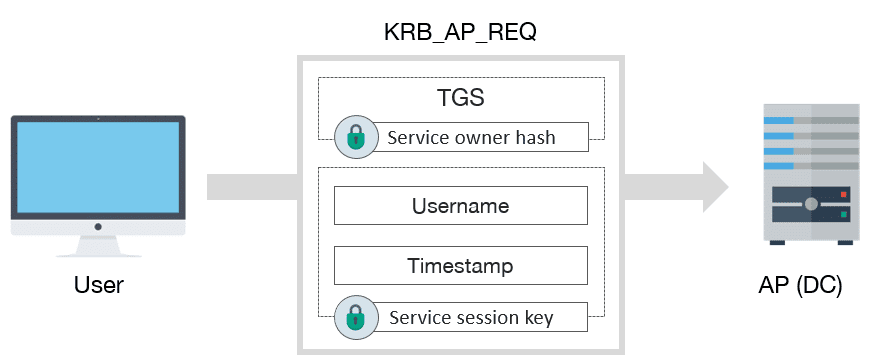 KRB_AP_REQ
TGS
Service owner hash
Username
Timestamp
Service session key
User
AP (DC)